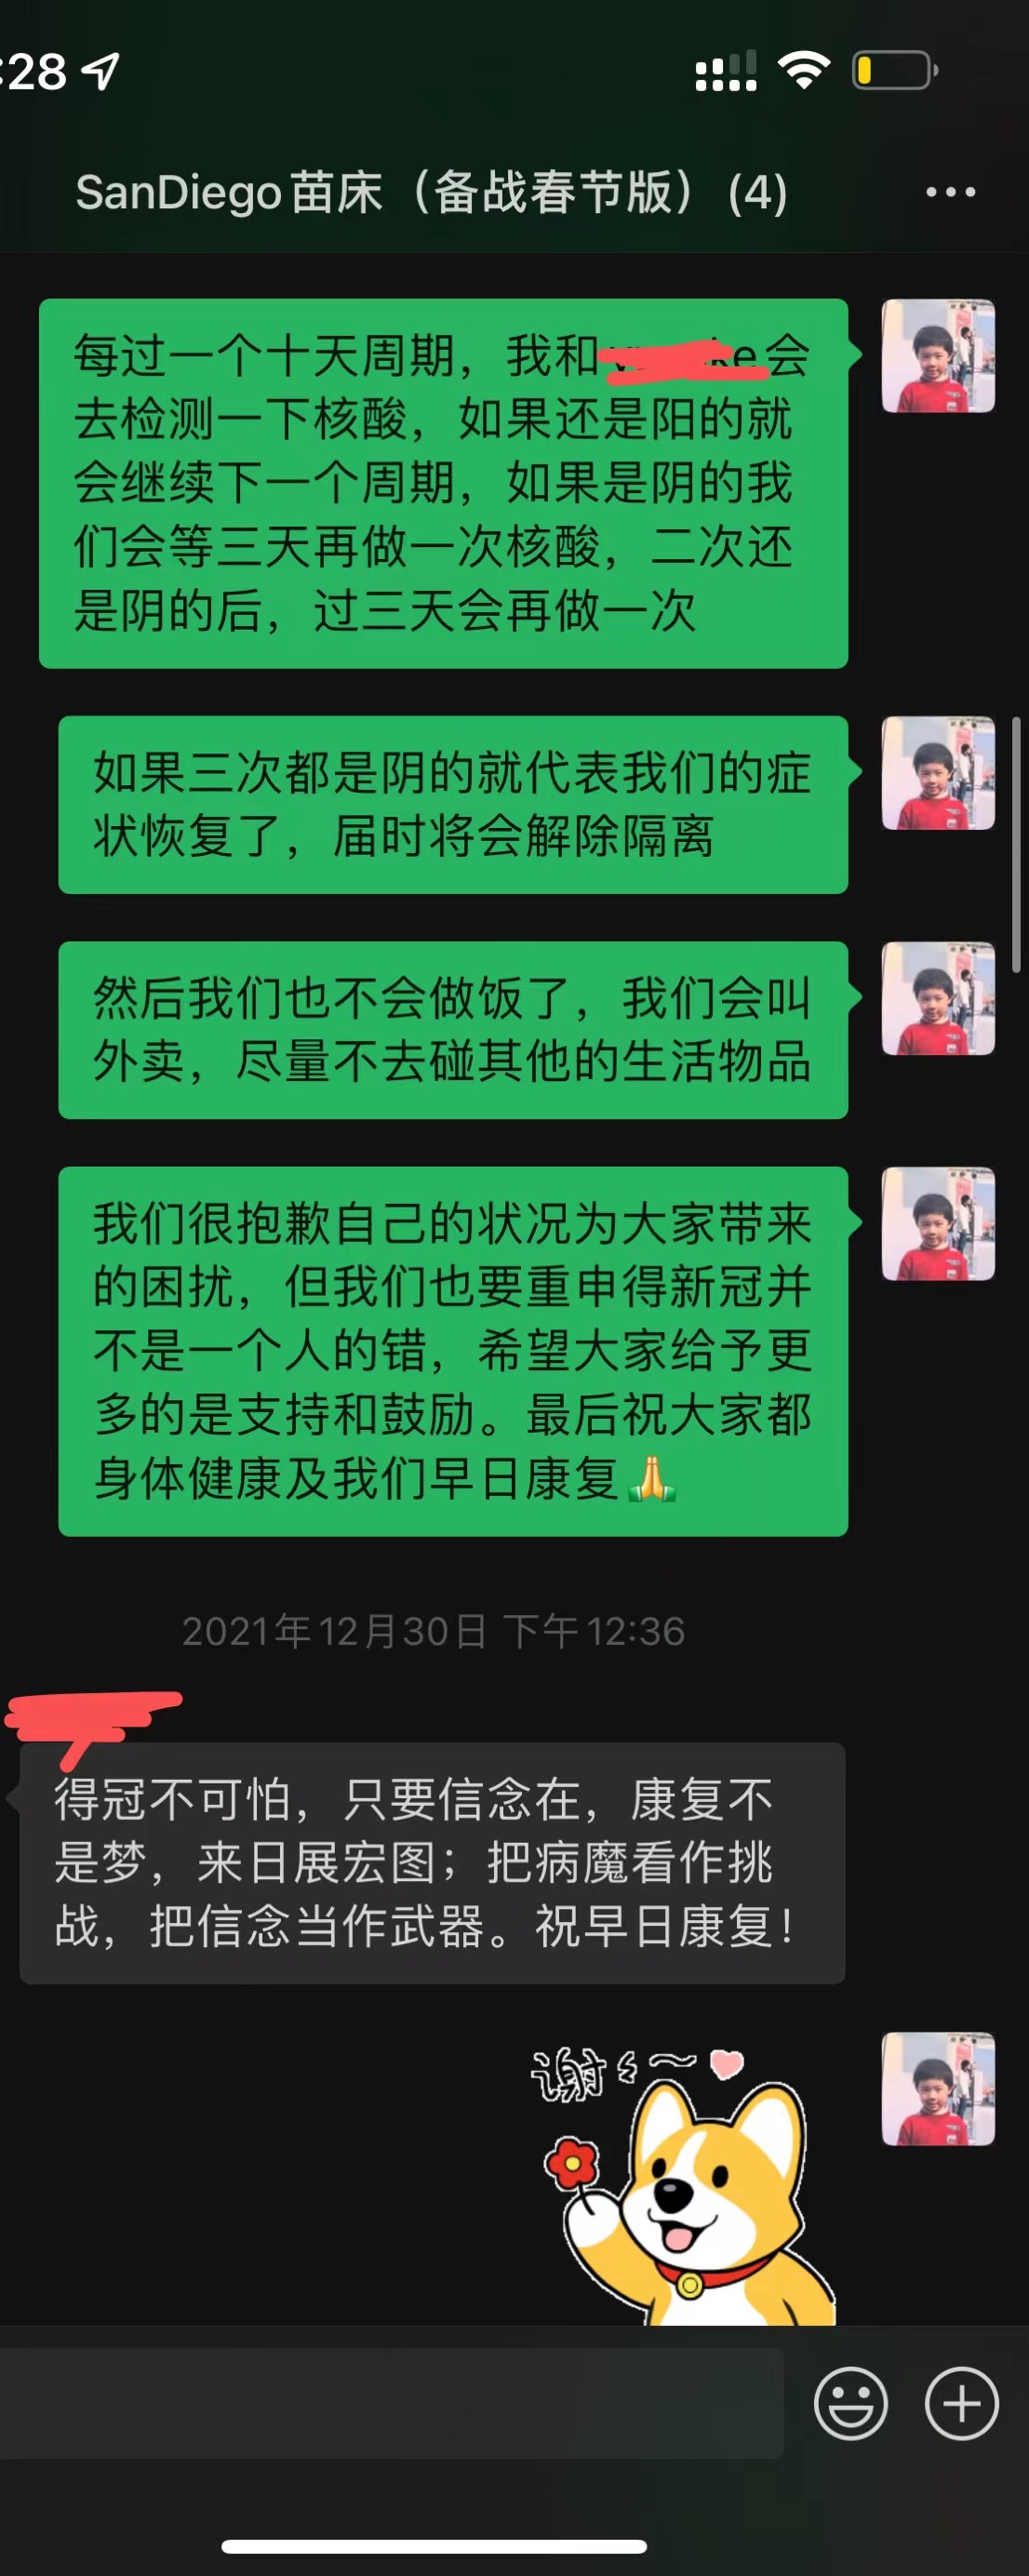 :28
SanDiego苗床（备战春节版）(4)
每过一个十天周期，我和 会
去检测一下核酸，如果还是阳的就
会继续下一个周期，如果是阴的我
们会等三天再做一次核酸，二次还
是阴的后，过三天会再做一次
如果三次都是阴的就代表我们的症
状恢复了，届时将会解除隔离
然后我们也不会做饭了，我们会叫
外卖，尽量不去碰其他的生活物品
我们很抱歉自己的状况为大家带来
的困扰，但我们也要重申得新冠并
不是一个人的错，希望大家给予更
多的是支持和鼓励。最后祝大家都
身体健康及我们早日康复🙏
2021年12月30日 下午12:36
得冠不可怕，只要信念在，康复不
是梦，来日展宏图；把病魔看作挑
战，把信念当作武器。祝早日康复！
谢